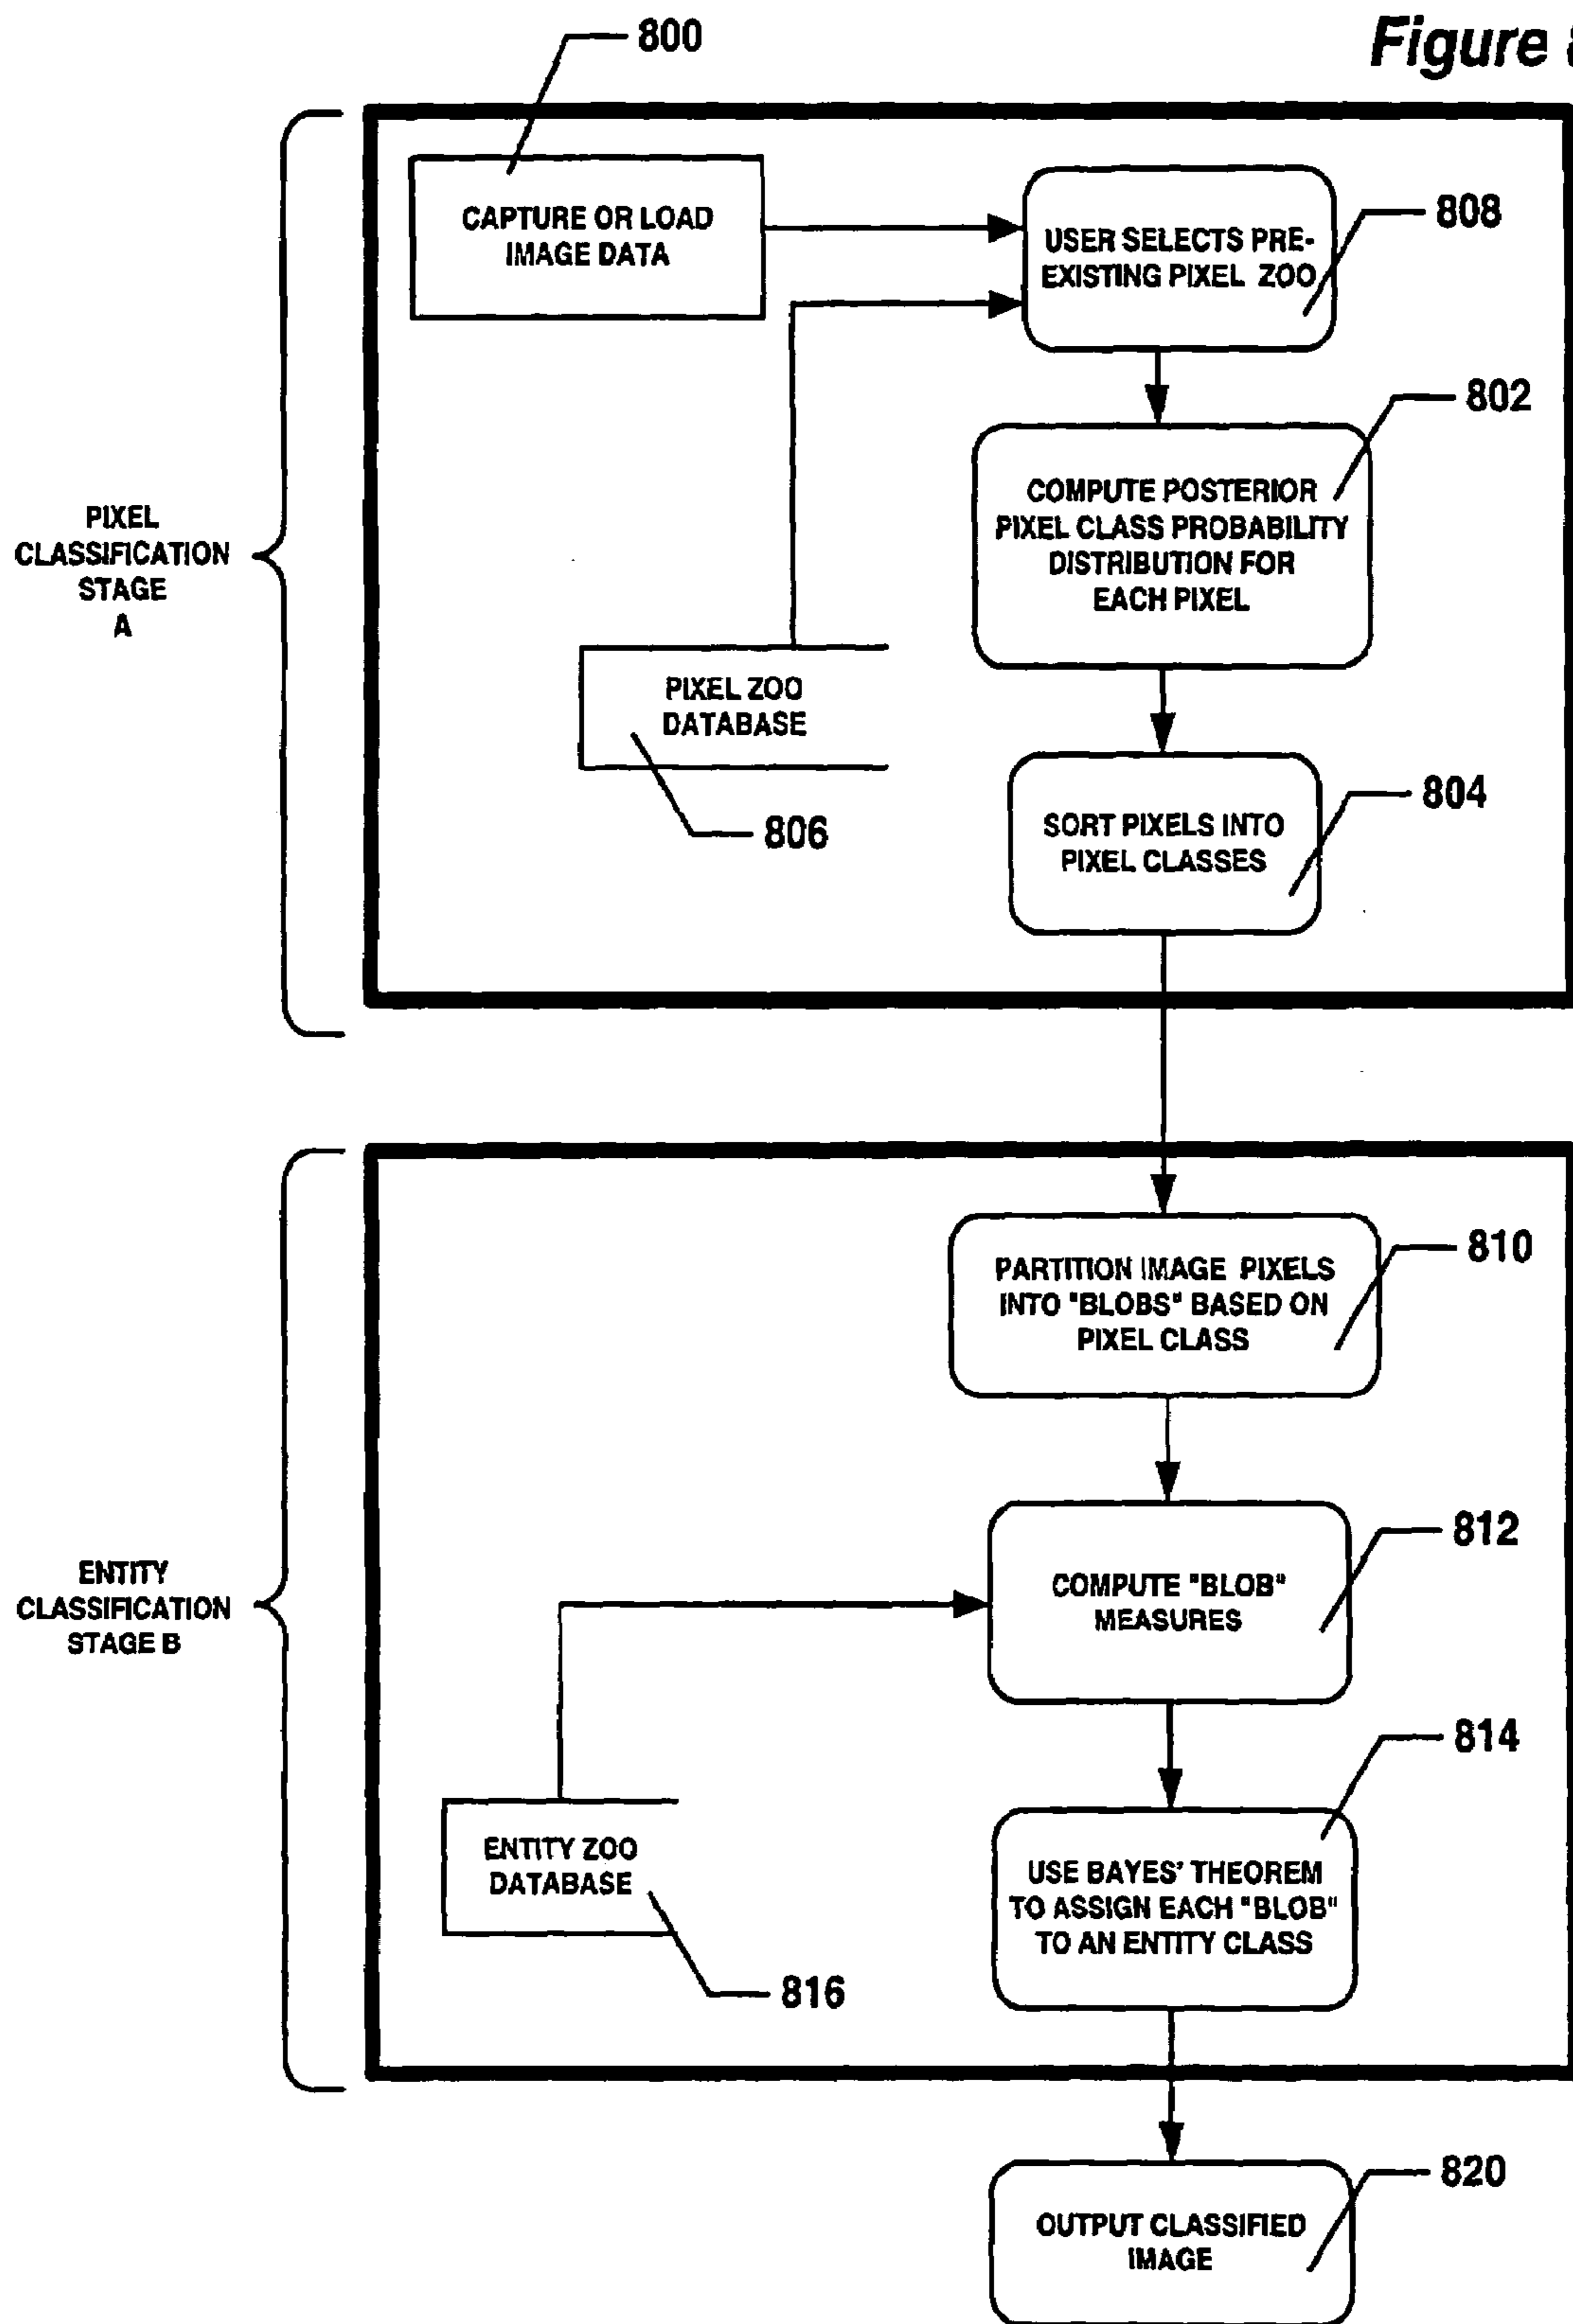 Figure 8
800
CAPTURE OR LOAD
IMAGE DATA
USER SELECTS PRE-
EXISTING PIXEL ZOO
808
802
COMPUTE POSTERIOR
PIXEL CLASS PROBABILITY
DISTRIBUTION FOR
EACH PIXEL
PIXEL
CLASSIFICATION
STAGE
A
PIXEL ZOO
DATABASE
806
804
SORT PIXELS INTO
PIXEL CLASSES
810
PARTITION IMAGE PIXELS
INTO "BLOBS" BASED ON
PIXEL CLASS
812
COMPUTE "BLOB"
MEASURES
ENTITY
CLASSIFICATION
STAGE B
814
ENTITY ZOO
DATABASE
816
USE BAYES' THEOREM
TO ASSIGN EACH "BLOB"
TO AN ENTITY CLASS
820
OUTPUT CLASSIFIED
IMAGE